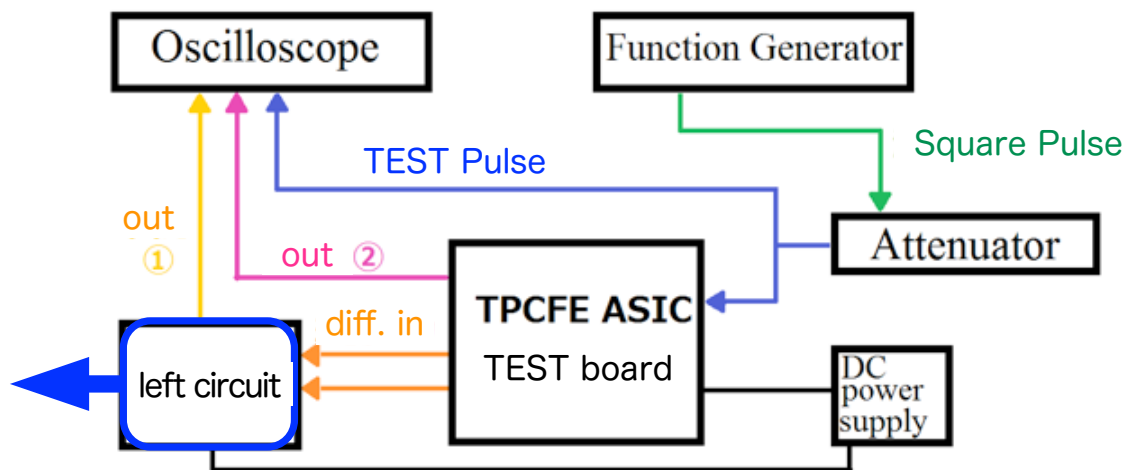 Oscilloscope
Function Generator
Square Pulse
TEST Pulse
out
①
out ②
Attenuator
TPCFE ASIC
TEST board
diff. in
left circuit
DC
power
supply